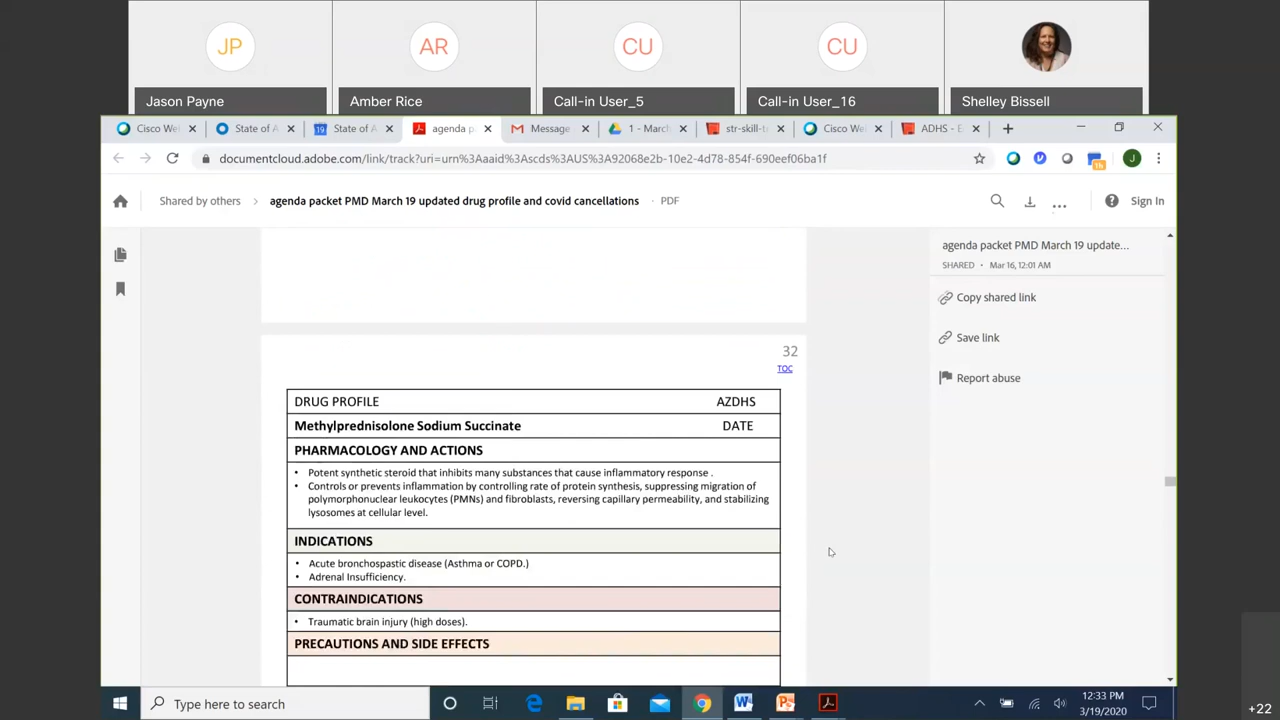 JP
AR
CU
CU
Jason Payne
Amber Rice
Call-in User_5
Call-in User_16
Shelley Bissell
Cisco We
State of A
State of A
agenda p
Message
1 - March
str-skill-t
Cisco We
ADHS - E
documentcloud.adobe.com/link/track?uri=urn%3Aaaid%3Ascds%3AUS%3A92068e2b-10e2-4d78-854f-690eef06ba1f
J
Shared by others > agenda packet PMD March 19 updated drug profile and covid cancellations · PDF
Sign In
agenda packet PMD March 19 update...
SHARED • Mar 16, 12:01 AM
Copy shared link
Save link
Report abuse
32
TOC
DRUG PROFILE AZDHS
Methylprednisolone Sodium Succinate DATE
PHARMACOLOGY AND ACTIONS
• Potent synthetic steroid that inhibits many substances that cause inflammatory response .
• Controls or prevents inflammation by controlling rate of protein synthesis, suppressing migration of
polymorphonuclear leukocytes (PMNs) and fibroblasts, reversing capillary permeability, and stabilizing
lysosomes at cellular level.
INDICATIONS
• Acute bronchospastic disease (Asthma or COPD.)
• Adrenal Insufficiency.
CONTRAINDICATIONS
• Traumatic brain injury (high doses).
PRECAUTIONS AND SIDE EFFECTS
Type here to search
12:33 PM
3/19/2020
+22